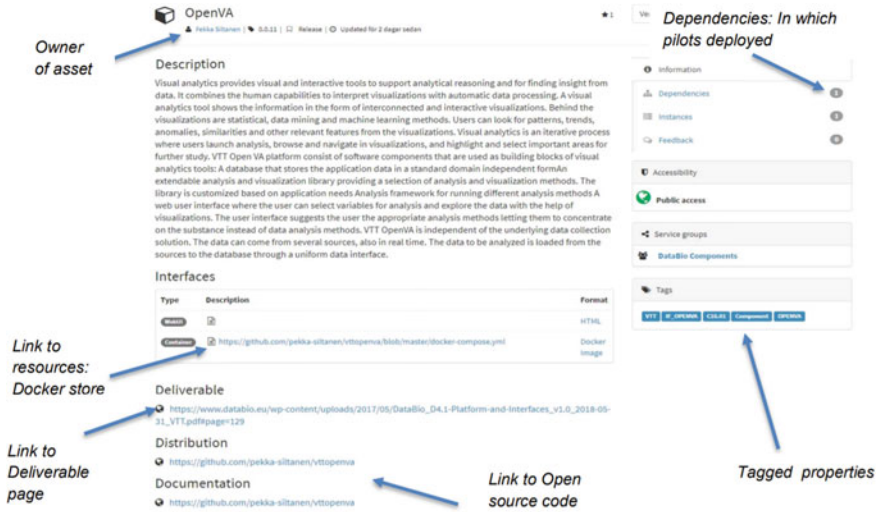 OpenVA
★1
Pekka Siltanen | 0.0.11 | Release | Updated för 2 dagar sedan
Owner
of asset
Description
Visual analytics provides visual and interactive tools to support analytical reasoning and for finding insight from
data. It combines the human capabilities to interpret visualizations with automatic data processing. A visual
analytics tool shows the information in the form of interconnected and interactive visualizations. Behind the
visualizations are statistical, data mining and machine learning methods. Users can look for patterns, trends,
anomalies, similarities and other relevant features from the visualizations. Visual analytics is an iterative process
where users launch analysis, browse and navigate in visualizations, and highlight and select important areas for
further study. VTT Open VA platform consist of software components that are used as building blocks of visual
analytics tools: A database that stores the application data in a standard domain independent formAn
extendable analysis and visualization library providing a selection of analysis and visualization methods. The
library is customized based on application needs Analysis framework for running different analysis methods A
web user interface where the user can select variables for analysis and explore the data with the help of
visualizations. The user interface suggests the user the appropriate analysis methods letting them to concentrate
on the substance instead of data analysis methods. VTT OpenVA is independent of the underlying data collection
solution. The data can come from several sources, also in real time. The data to be analyzed is loaded from the
sources to the database through a uniform data interface.
Interfaces
Type Description Format
WebUI HTML
Container https://github.com/pekka-siltanen/vttopenva/blob/master/docker-compose.yml Docker
Image
Link to
resources:
Docker store
Deliverable
https://www.databio.eu/wp-content/uploads/2017/05/DataBio_D4.1-Platform-and-Interfaces_v1.0_2018-05-
31_VTT.pdf#page=129
Link to
Deliverable
page
Distribution
https://github.com/pekka-siltanen/vttopenva
Documentation
https://github.com/pekka-siltanen/vttopenva
Link to Open
source code
Ve
Dependencies: In which
pilots deployed
Information
Dependencies
Instances
Feedback
Accessibility
Public access
Service groups
DataBio Components
Tags
VTT IF_OPENVA C16.01 Component OPENVA
Tagged properties